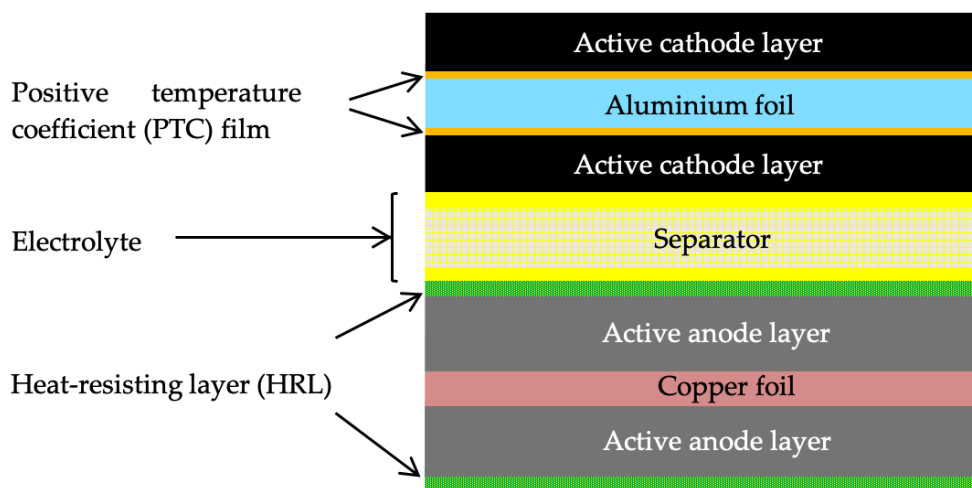 Active cathode layer
Positive temperature
coefficient (PTC) film
Aluminium foil
Active cathode layer
Electrolyte
Separator
Active anode layer
Heat-resisting layer (HRL)
Copper foil
Active anode layer